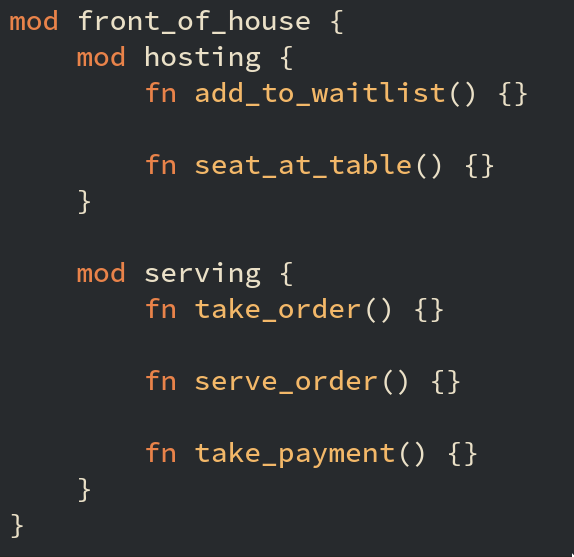 mod front_of_house {
    mod hosting {
        fn add_to_waitlist() {}

        fn seat_at_table() {}
    }

    mod serving {
        fn take_order() {}

        fn serve_order() {}

        fn take_payment() {}
    }
}